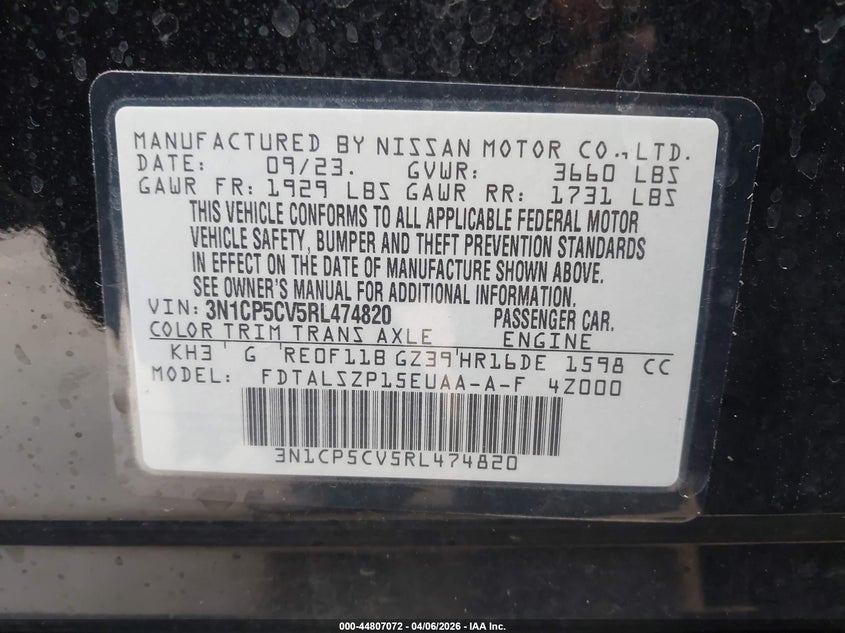 MANUFACTURED BY NISSAN MOTOR CO.,LTD.
DATE: 09/23. GVWR: 3660 LBS
GAWR FR: 1929 LBS GAWR RR: 1731 LBS
THIS VEHICLE CONFORMS TO ALL APPLICABLE FEDERAL MOTOR
VEHICLE SAFETY, BUMPER AND THEFT PREVENTION STANDARDS
IN EFFECT ON THE DATE OF MANUFACTURE SHOWN ABOVE.
SEE OWNER'S MANUAL FOR ADDITIONAL INFORMATION.
VIN: 3N1CP5CV5RL474820 PASSENGER CAR.
COLOR TRIM TRANS AXLE ENGINE
KH3 G RE0F11B GZ39 HR16DE 1598 CC
MODEL: FDTALSZP15EUAA-A-F 4Z000
3N1CP5CV5RL474820
000-44807072 - 04/06/2026 - IAA Inc.